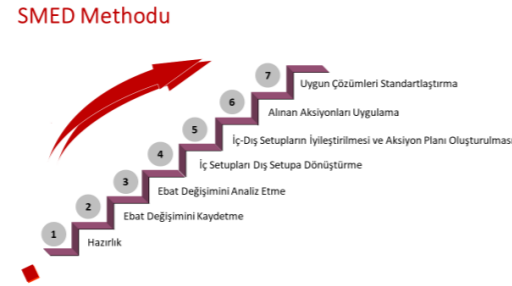 SMED Methodu
7
Uygun Çözümleri Standartlaştırma
6
Alınan Aksiyonları Uygulama
5
İç-Dış Setupların İyileştirilmesi ve Aksiyon Planı Oluşturulması
4
İç Setupları Dış Setupa Dönüştürme
3
Ebat Değişimini Analiz Etme
2
Ebat Değişimini Kaydetme
1
Hazırlık